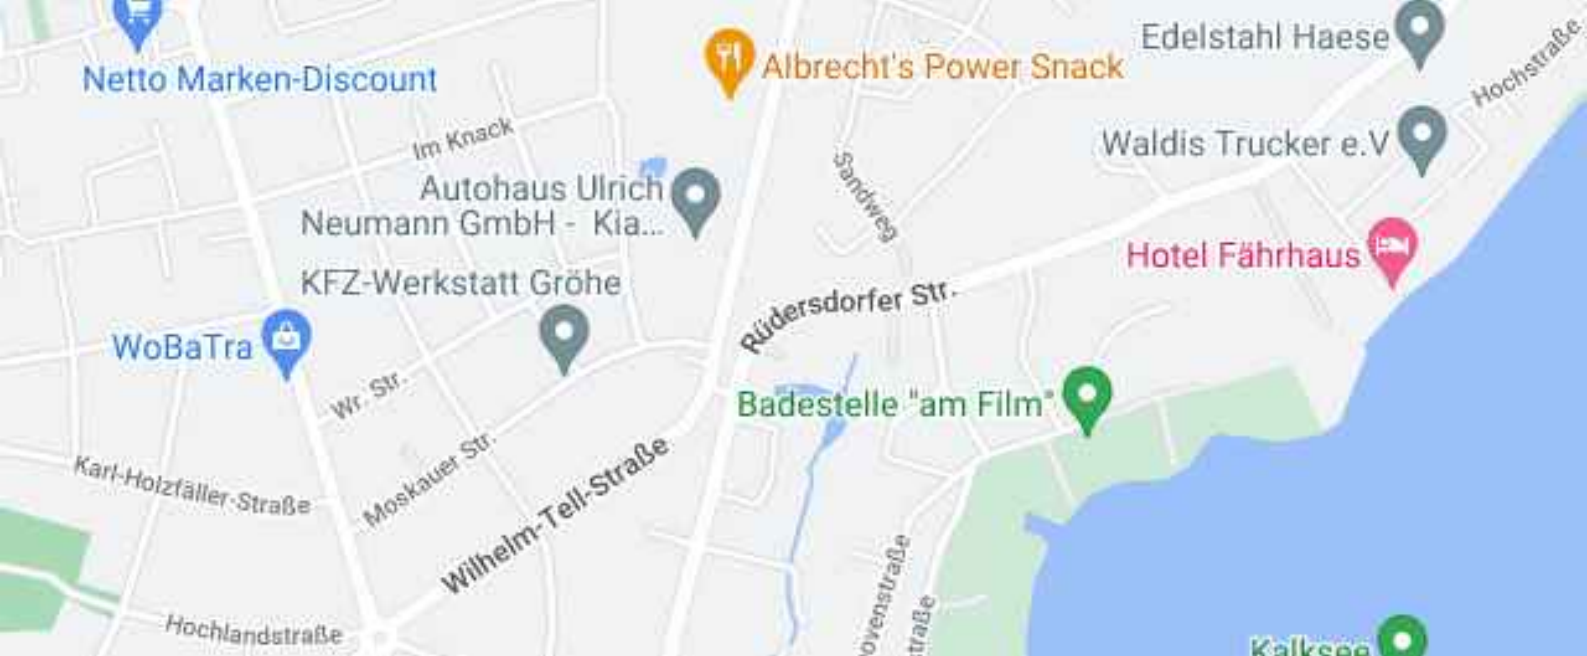 Edelstahl Haese
Hochstraße
Netto Marken-Discount
Albrecht's Power Snack
Im Knack
Waldis Trucker e.V
Sandweg
Autohaus Ulrich
Neumann GmbH - Kia...
Hotel Fährhaus
KFZ-Werkstatt Gröhe
Rüdersdorfer Str.
WoBaTra
Wr. Str.
Badestelle "am Film"
Moskauer Str.
Karl-Holzfäller-Straße
Wilhelm-Tell-Straße
ovenstraße
straße
Hochlandstraße
Kalksee